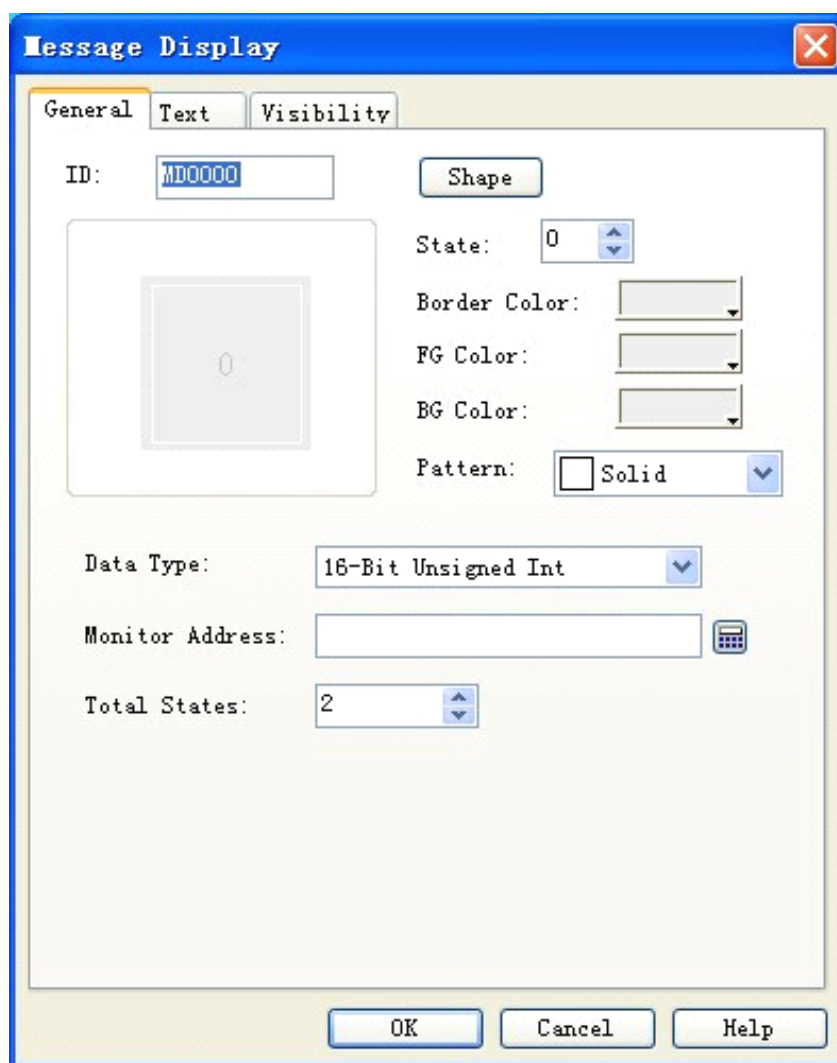 Message Display
General Text Visibility
ID: MD0000 Shape
State: 0
0
Border Color:
FG Color:
BG Color:
Pattern: Solid
Data Type: 16-Bit Unsigned Int
Monitor Address:
Total States: 2
OK Cancel Help